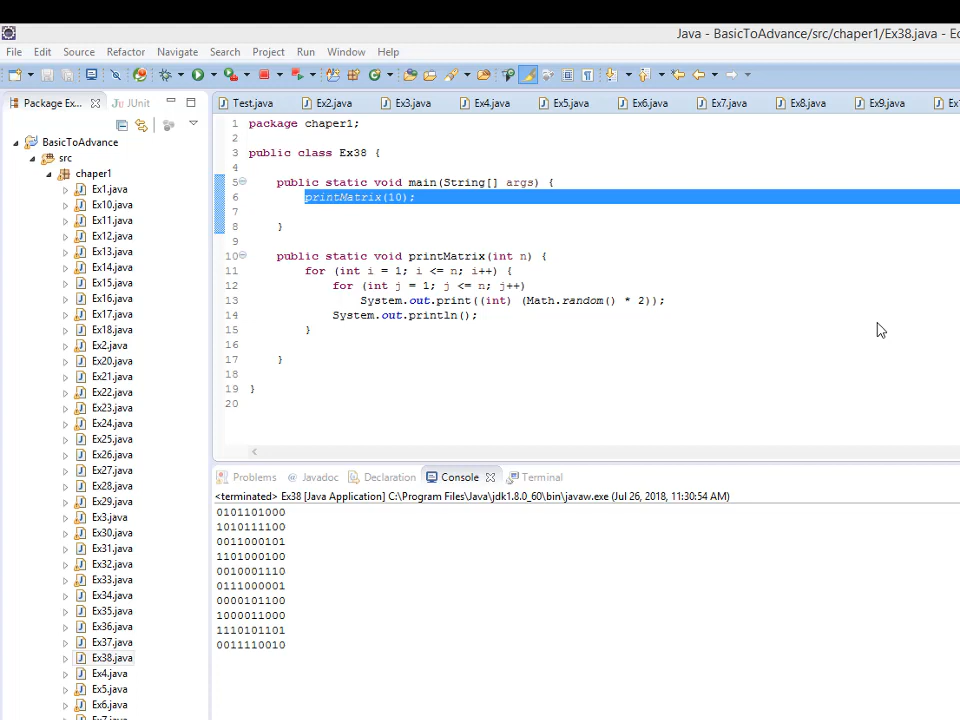 Java - BasicToAdvance/src/chaper1/Ex38.java - Ec
File Edit Source Refactor Navigate Search Project Run Window Help
Package Ex... JUnit
BasicToAdvance
src
chaper1
Ex1.java
Ex10.java
Ex11.java
Ex12.java
Ex13.java
Ex14.java
Ex15.java
Ex16.java
Ex17.java
Ex18.java
Ex2.java
Ex20.java
Ex21.java
Ex22.java
Ex23.java
Ex24.java
Ex25.java
Ex26.java
Ex27.java
Ex28.java
Ex29.java
Ex3.java
Ex30.java
Ex31.java
Ex32.java
Ex33.java
Ex34.java
Ex35.java
Ex36.java
Ex37.java
Ex38.java
Ex4.java
Ex5.java
Ex6.java
Ex7.java
Test.java Ex2.java Ex3.java Ex4.java Ex5.java Ex6.java Ex7.java Ex8.java Ex9.java
1 package chaper1;
2
3 public class Ex38 {
4
5 public static void main(String[] args) {
6 printMatrix(10);
7
8 }
9
10 public static void printMatrix(int n) {
11 for (int i = 1; i <= n; i++) {
12 for (int j = 1; j <= n; j++)
13 System.out.print((int) (Math.random() * 2));
14 System.out.println();
15 }
16
17 }
18
19 }
20
Problems @ Javadoc Declaration Console Terminal
<terminated> Ex38 [Java Application] C:\Program Files\Java\jdk1.8.0_60\bin\javaw.exe (Jul 26, 2018, 11:30:54 AM)
0101101000
1010111100
0011000101
1101000100
0010001110
0111000001
0000101100
1000011000
1110101101
0011110010